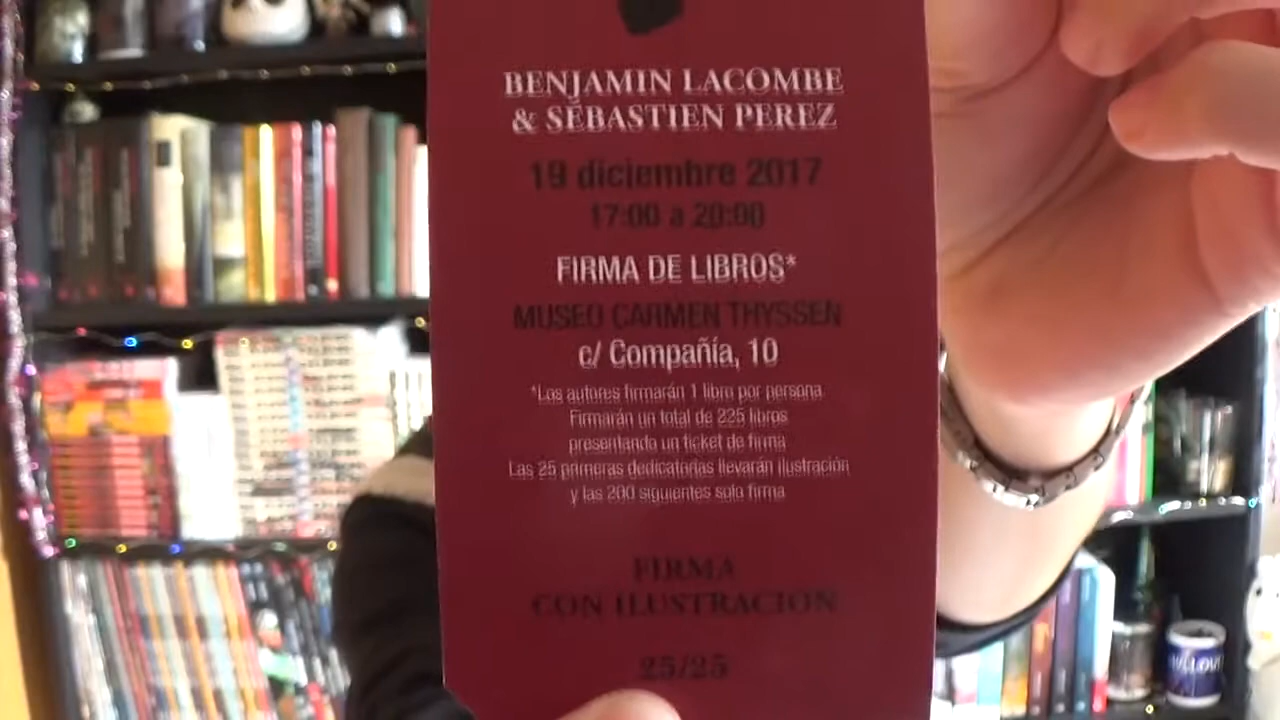 BENJAMIN LACOMBE
& SÉBASTIEN PEREZ
19 diciembre 2017
17:00 a 20:00
FIRMA DE LIBROS*
MUSEO CARMEN THYSSEN
c/ Compañía, 10
*Los autores firmarán 1 libro por persona
Firmarán un total de 225 libros
presentando un ticket de firma
Las 25 primeras dedicatorias llevarán ilustración
y las 200 siguientes solo firma
FIRMA
CON ILUSTRACIÓN
25/25